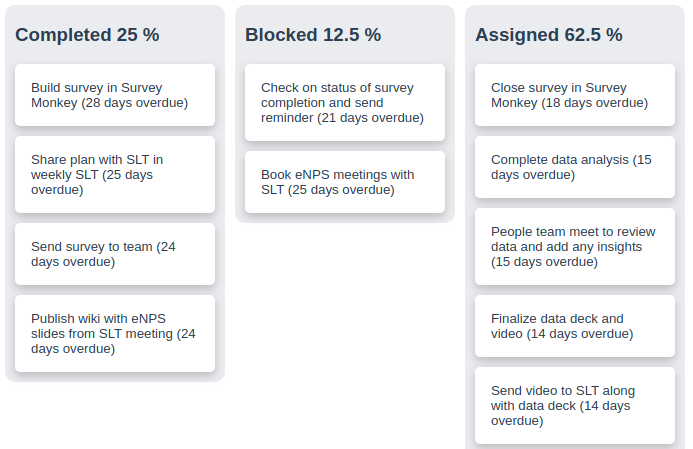 Completed 25 %
Build survey in Survey
Monkey (28 days overdue)
Share plan with SLT in
weekly SLT (25 days
overdue)
Send survey to team (24
days overdue)
Publish wiki with eNPS
slides from SLT meeting (24
days overdue)
Blocked 12.5 %
Check on status of survey
completion and send
reminder (21 days overdue)
Book eNPS meetings with
SLT (25 days overdue)
Assigned 62.5 %
Close survey in Survey
Monkey (18 days overdue)
Complete data analysis (15
days overdue)
People team meet to review
data and add any insights
(15 days overdue)
Finalize data deck and
video (14 days overdue)
Send video to SLT along
with data deck (14 days
overdue)